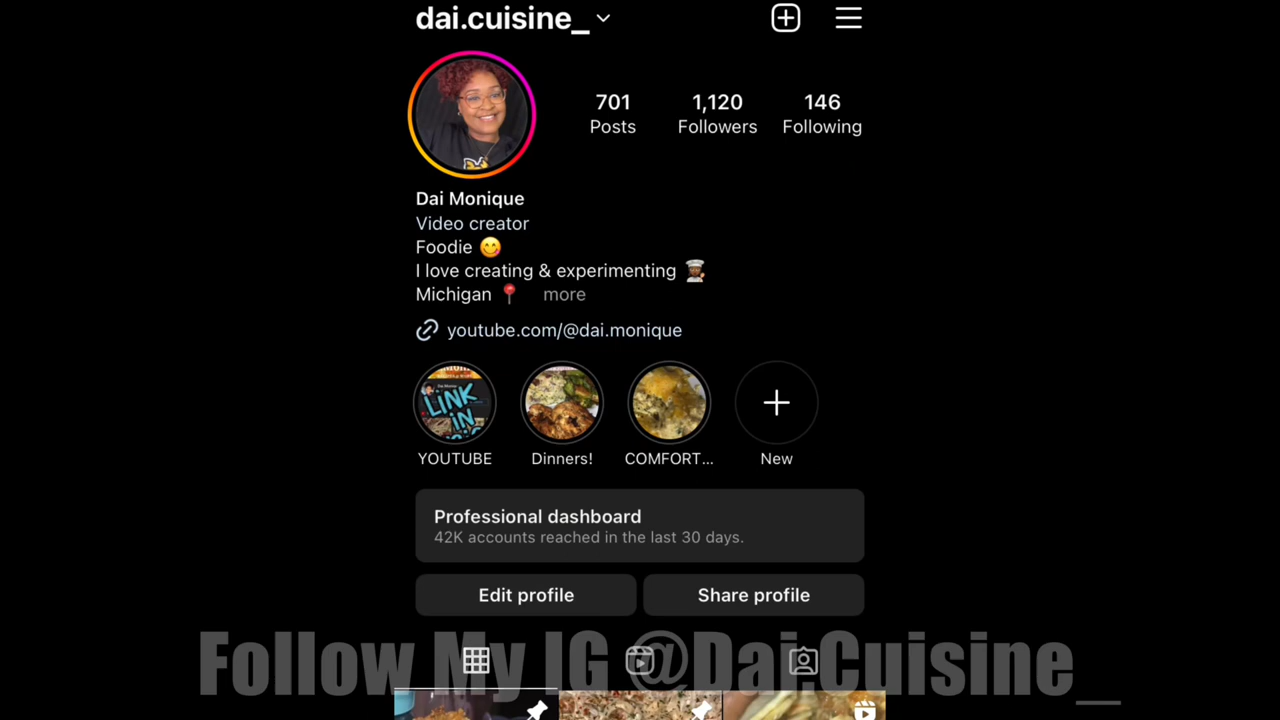 dai.cuisine_
701 1,120 146
Posts Followers Following
Dai Monique
Video creator
Foodie 😋
I love creating & experimenting 👩🏾‍🍳
Michigan 📍 more
youtube.com/@dai.monique
LINK
IN
YOUTUBE Dinners! COMFORT... New
Professional dashboard
42K accounts reached in the last 30 days.
Edit profile Share profile
Follow My IG @Dai.Cuisine_